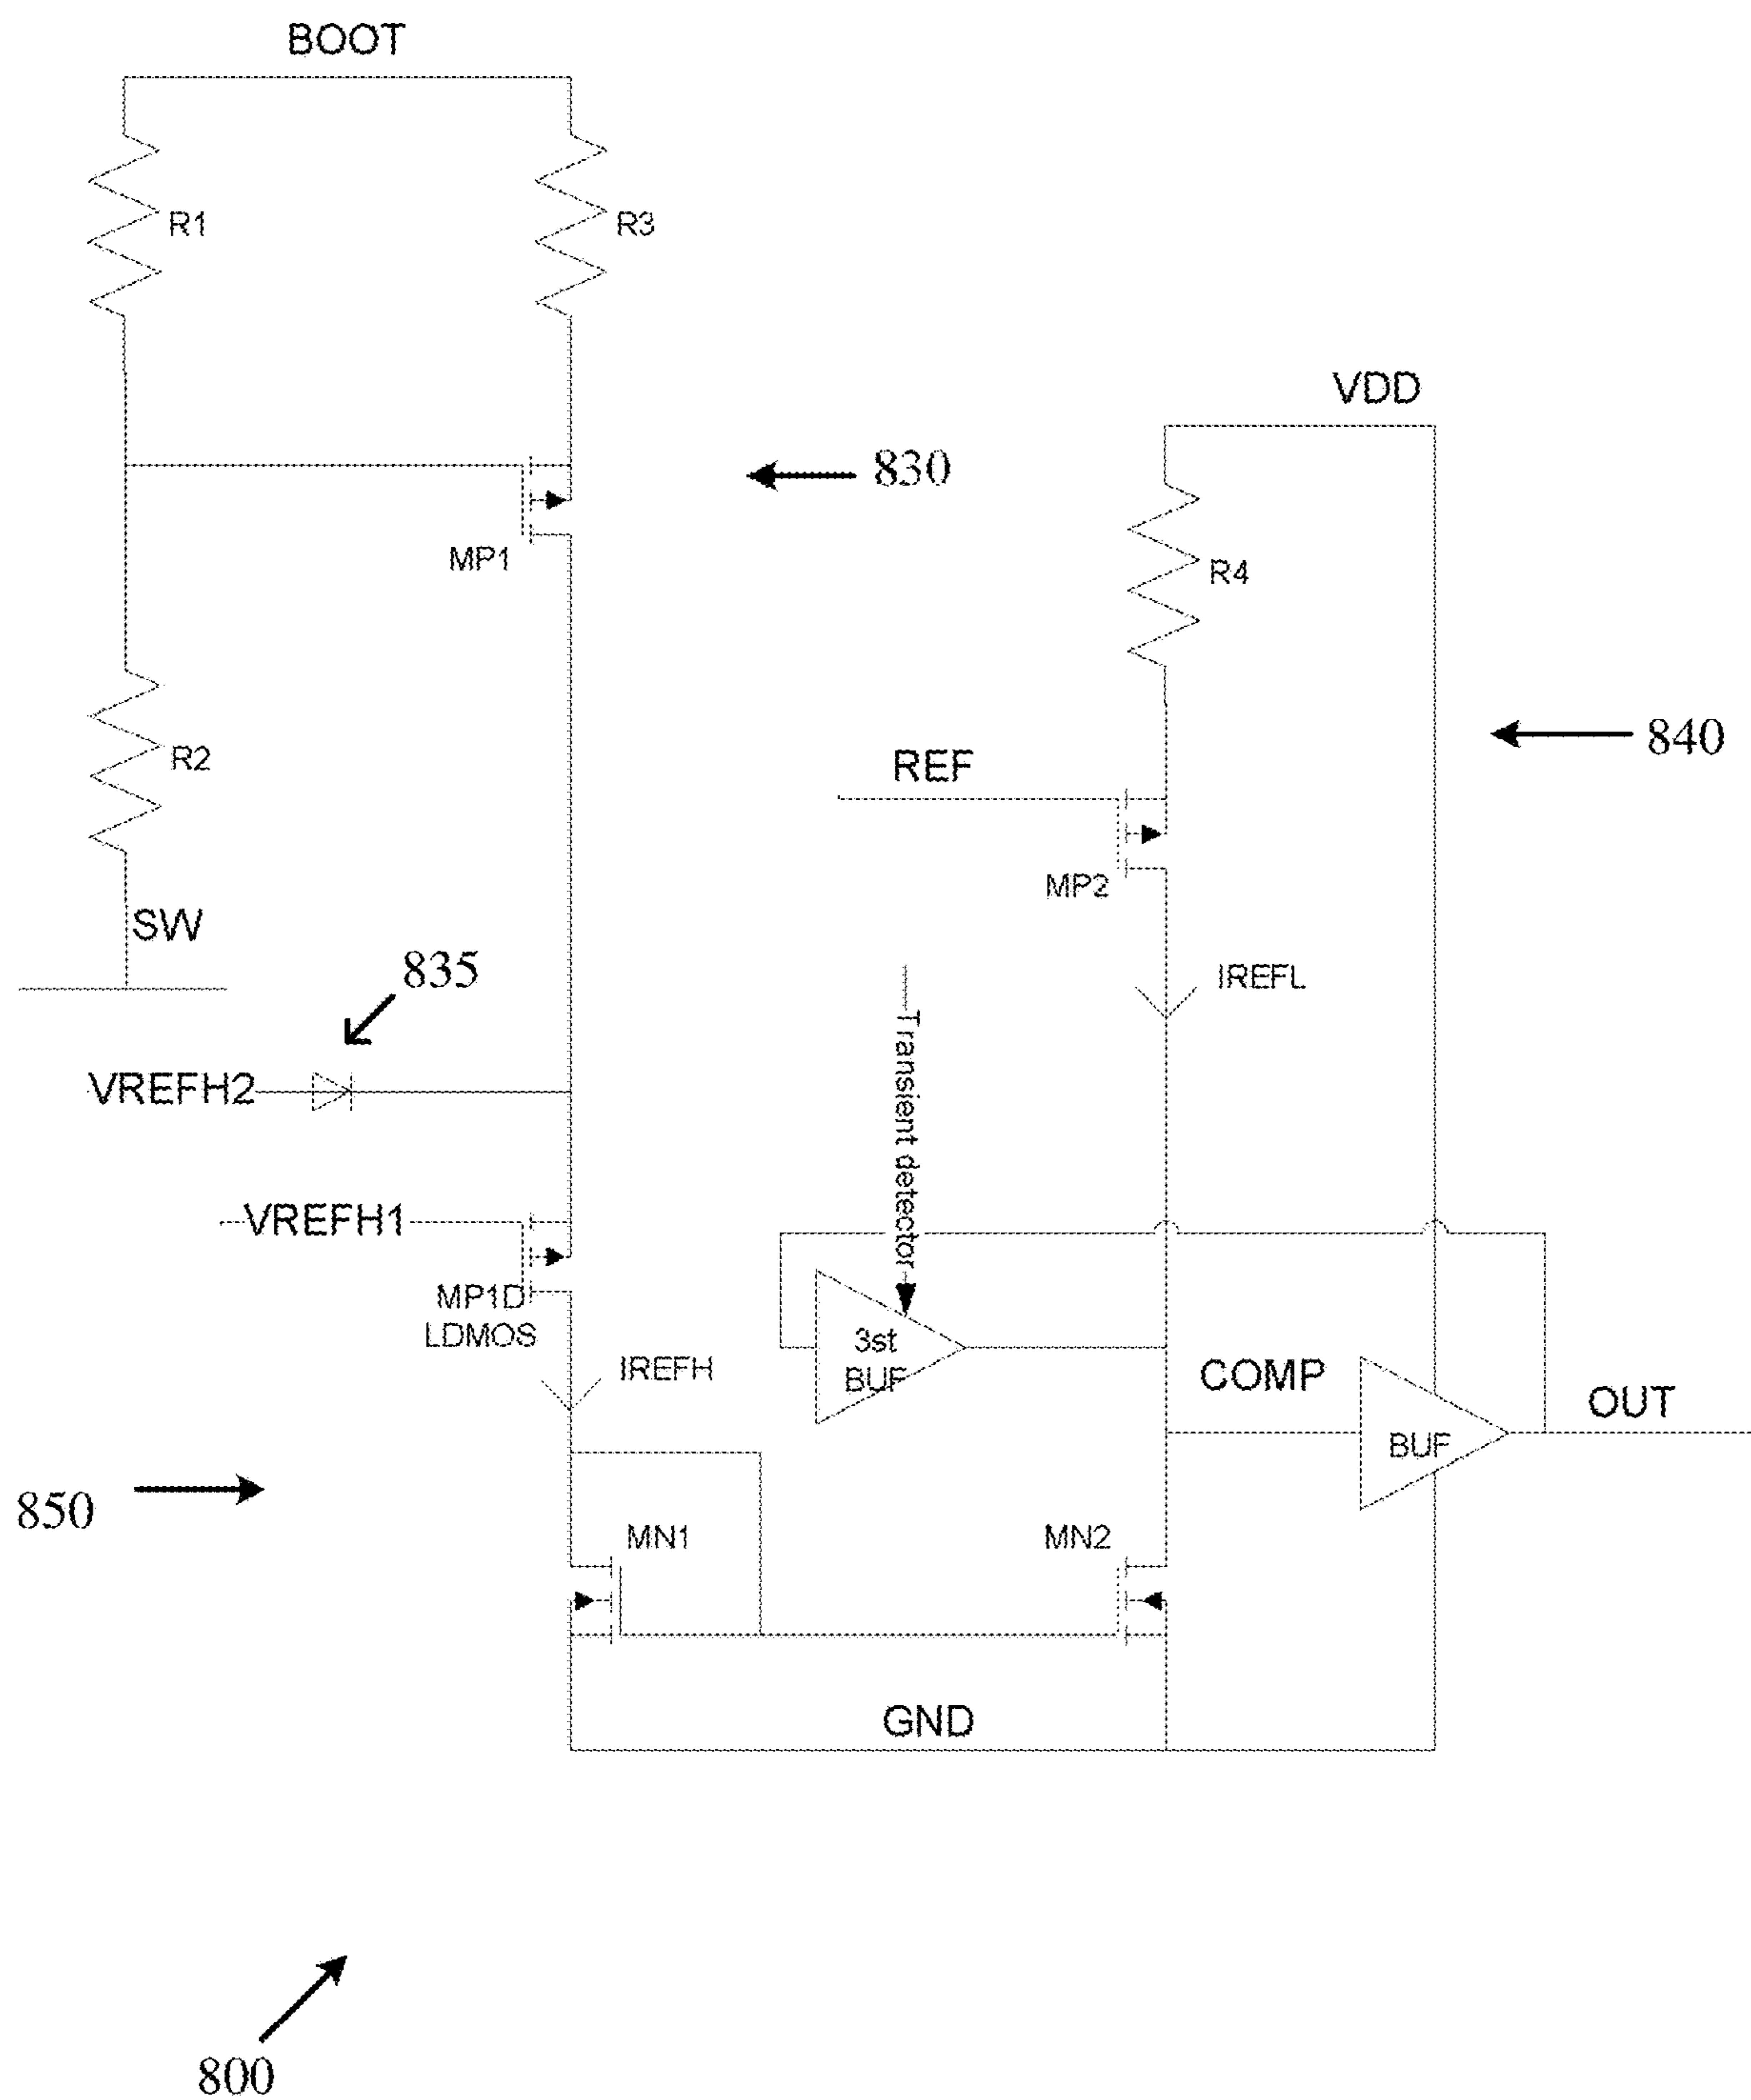 BOOT
R1
R3
VDD
830
MP1
R4
840
R2
REF
MP2
SW
835
IREFL
Transient detector
VREFH2
VREFH1
MP1D
LDMOS
3st
BUF
IREFH
COMP
OUT
BUF
850
MN1
MN2
GND
800